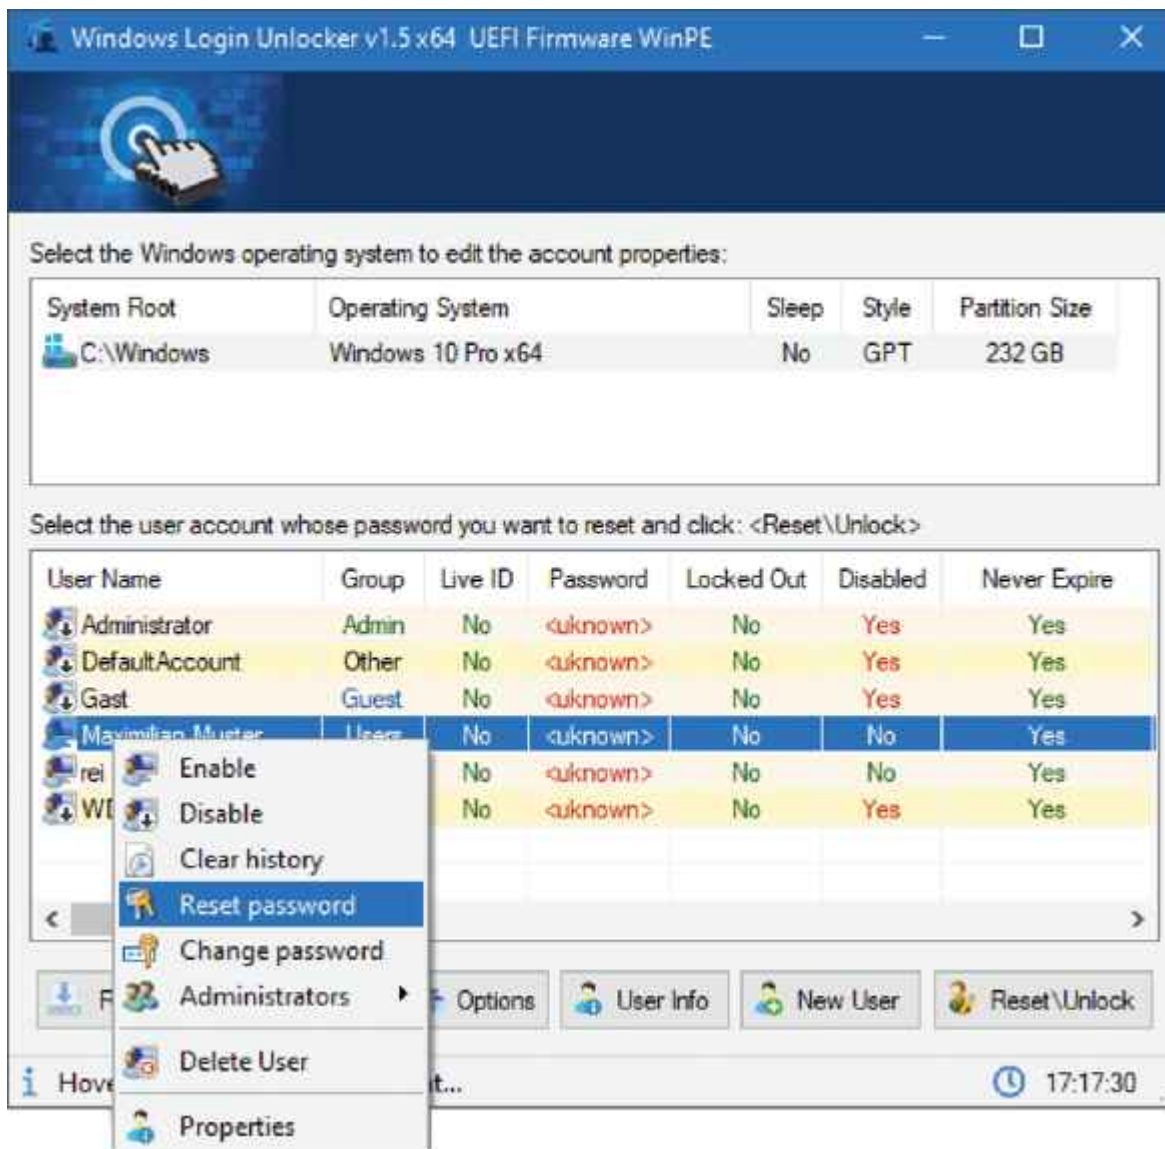 Windows Login Unlocker v1.5 x64 UEFI Firmware WinPE
Select the Windows operating system to edit the account properties:
System Root Operating System Sleep Style Partition Size
C:\Windows Windows 10 Pro x64 No GPT 232 GB
Select the user account whose password you want to reset and click: <Reset\Unlock>
User Name Group Live ID Password Locked Out Disabled Never Expire
Administrator Admin No <uknown> No Yes Yes
DefaultAccount Other No <uknown> No Yes Yes
Gast Guest No <uknown> No Yes Yes
Maximilian Muster Users No <uknown> No No Yes
rei No <uknown> No No Yes
No <uknown> No Yes Yes
Enable
Disable
Clear history
Reset password
Change password
Administrators
Delete User
Properties
Options User Info New User Reset\Unlock
17:17:30